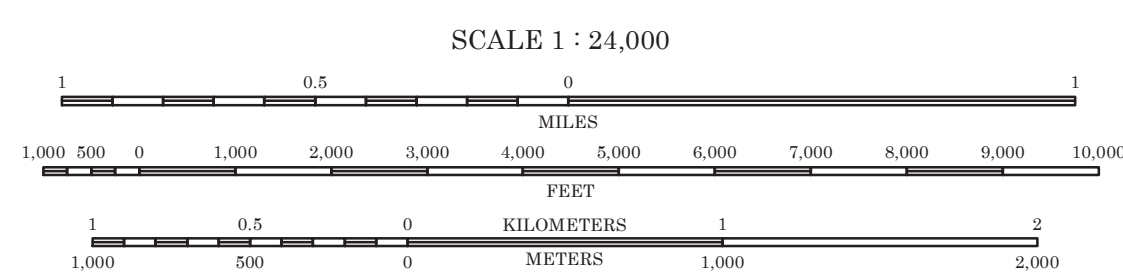 SCALE 1 : 24,000
1 0.5 0 1
MILES
1,000 500 0 1,000 2,000 3,000 4,000 5,000 6,000 7,000 8,000 9,000 10,000
FEET
1 0.5 0 KILOMETERS 1 2
1,000 500 0 METERS 1,000 2,000